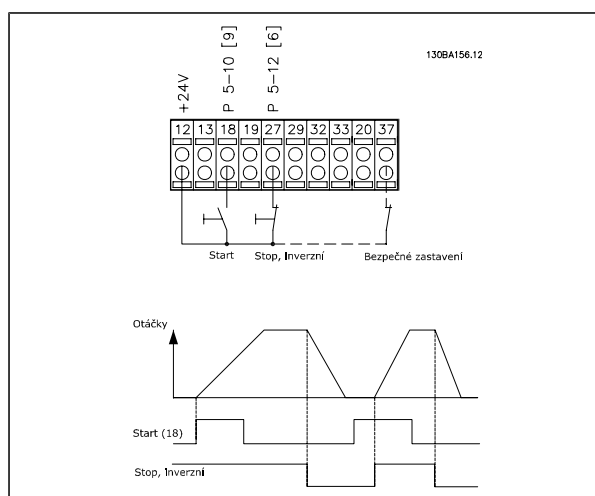 130BA156.12
+24V
P 5-10 [9]
P 5-12 [6]
12 13 18 19 27 29 32 33 20 37
Start
Stop, Inverzní
Bezpečné zastavení
Otáčky
Start (18)
Stop, Inverzní